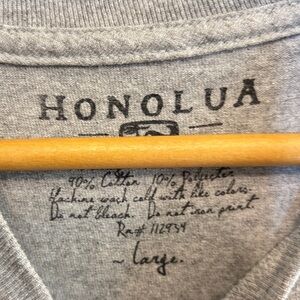 HONOLUA
90% Cotton 10% Polyester
Machine wash cold with like colors.
Do not bleach. Do not iron print
Rn# 112934
~ large.